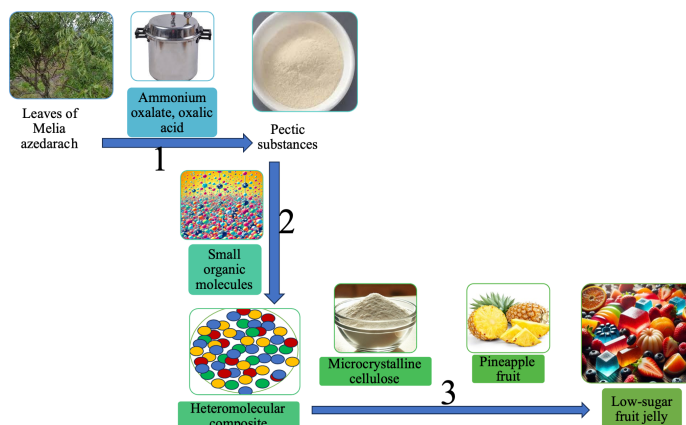 Leaves of
Melia
azedarach
Ammonium
oxalate, oxalic
acid
1
Pectic
substances
2
Small
organic
molecules
Heteromolecular
composite
Microcrystalline
cellulose
Pineapple
fruit
3
Low-sugar
fruit jelly